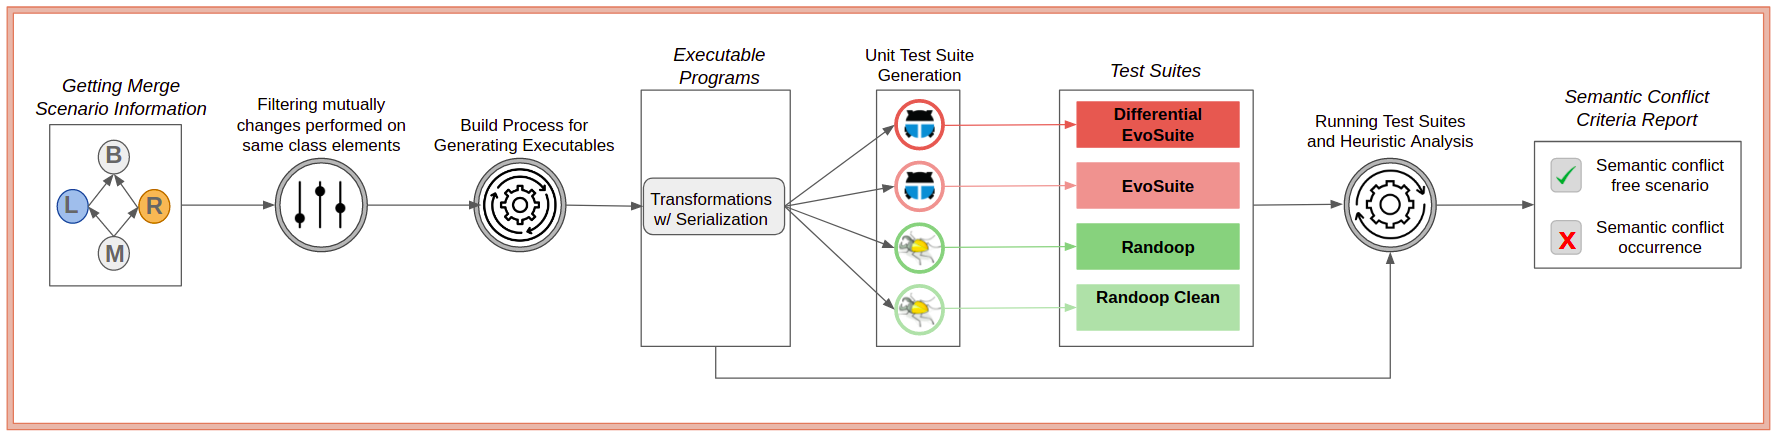 Getting Merge
Scenario Information
B
L
R
M
Filtering mutually
changes performed on
same class elements
Build Process for
Generating Executables
Executable
Programs
Transformations
w/ Serialization
Unit Test Suite
Generation
Test Suites
Differential
EvoSuite
EvoSuite
Randoop
Randoop Clean
Running Test Suites
and Heuristic Analysis
Semantic Conflict
Criteria Report
Semantic conflict
free scenario
X
Semantic conflict
occurrence